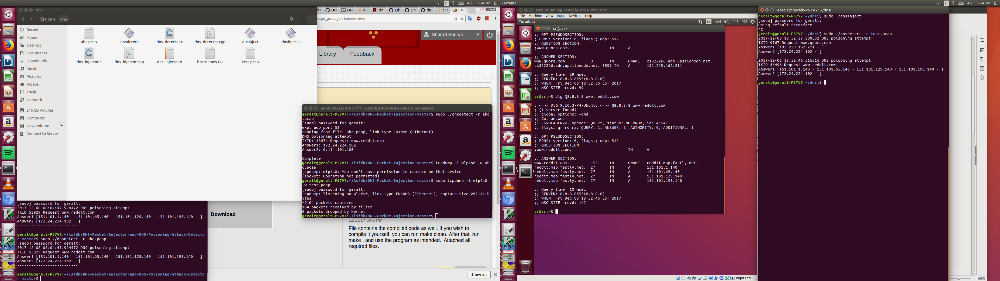 En
6:54 PM
dnsi
Home
dnsi
Recent
Home
Desktop
Documents
Downloads
Music
Pictures
Videos
Trash
Network
216 GB Volume
Computer
New Volume
Connect to Server
abc.pcap
dnsdetect
dns_detector.c
dns_detector.cpp
dnsinject
dnsinject1
dns_injector.c
dns_injector.cpp
dns_injector.o
hostnames.txt
test.pcap
Sharad
ssign_group_id=&mode=view
Sharad Sridhar
Library
Feedback
geralt@geralt-P57V7: ~/lsfdk/DNS-Packet-Injection-master
geralt@geralt-P57V7:~/lsfdk/DNS-Packet-Injection-master$ sudo ./dnsdetect -r abc
.pcap
[sudo] password for geralt:
exp: udp port 53
reading from file  abc.pcap, link-type EN10MB (Ethernet)
DNS poisoning attempt
TXID: 43474 Request: www.reddit.com
Answer1: 172.24.224.102
Answer2: 6.114.101.100
Complete
geralt@geralt-P57V7:~/lsfdk/DNS-Packet-Injection-master$ tcpdump -i wlp4s0 -w ab
c.pcap
tcpdump: wlp4s0: You don't have permission to capture on that device
(socket: Operation not permitted)
geralt@geralt-P57V7:~/lsfdk/DNS-Packet-Injection-master$ sudo tcpdump -i wlp4s0
-w test.pcap
[sudo] password for geralt:
tcpdump: listening on wlp4s0, link-type EN10MB (Ethernet), capture size 262144 b
ytes
^C104 packets captured
104 packets received by filter
0 packets dropped by kernel
geralt@geralt-P57V7:~/lsfdk/DNS-Packet-Injection-master$
[sudo] password for geralt:
2017-12-08 08:04:47.924472 DNS poisoning attempt
TXID 53929 Request www.reddit.com
Answer1 [151.101.1.140   151.101.65.140   151.101.129.140   151.101.193.140   ]
Answer2 [172.24.224.102   ]
--------------------------
geralt@geralt-P57V7:~/lsfdk/DNS-Packet-Injector-and-DNS-Poisoning-Attack-Detecto
r-master$ sudo ./dnsdetect -r abc.pcap
[sudo] password for geralt:
2017-12-08 08:04:47.924472 DNS poisoning attempt
TXID 53929 Request www.reddit.com
Answer1 [151.101.1.140   151.101.65.140   151.101.129.140   151.101.193.140   ]
Answer2 [172.24.224.102   ]
--------------------------
geralt@geralt-P57V7:~/lsfdk/DNS-Packet-Injector-and-DNS-Poisoning-Attack-Detecto
r-master$
Download
11/13/17 6:46 PM
File contains the compiled code as well. If you wish to
compile it yourself, you can run make clean. After that, run
make , and use the program as intended.  Attached all
required files.
Show all
Terminal
En
6:54 PM
two [Running] - Oracle VM VirtualBox
File Machine View Input Devices Help
Terminal
En
6:54 PM
sr@sr: ~
;; OPT PSEUDOSECTION:
; EDNS: version: 0, flags:; udp: 512
;; QUESTION SECTION:
;www.quora.com. IN A
;; ANSWER SECTION:
www.quora.com. 0 IN CNAME cs322266.adn.upsiloncdn.net.
cs322266.adn.upsiloncdn.net. 3599 IN A 192.229.162.211
;; Query time: 29 msec
;; SERVER: 8.8.8.8#53(8.8.8.8)
;; WHEN: Fri Dec 08 18:52:36 EST 2017
;; MSG SIZE  rcvd: 99
sr@sr:~$ dig @8.8.8.8 www.reddit.com
; <<>> DiG 9.10.3-P4-Ubuntu <<>> @8.8.8.8 www.reddit.com
; (1 server found)
;; global options: +cmd
;; Got answer:
;; ->>HEADER<<- opcode: QUERY, status: NOERROR, id: 41141
;; flags: qr rd ra; QUERY: 1, ANSWER: 5, AUTHORITY: 0, ADDITIONAL: 1
;; OPT PSEUDOSECTION:
; EDNS: version: 0, flags:; udp: 512
;; QUESTION SECTION:
;www.reddit.com. IN A
;; ANSWER SECTION:
www.reddit.com. 153 IN CNAME reddit.map.fastly.net.
reddit.map.fastly.net. 27 IN A 151.101.1.140
reddit.map.fastly.net. 27 IN A 151.101.65.140
reddit.map.fastly.net. 27 IN A 151.101.129.140
reddit.map.fastly.net. 27 IN A 151.101.193.140
;; Query time: 10 msec
;; SERVER: 8.8.8.8#53(8.8.8.8)
;; WHEN: Fri Dec 08 18:52:45 EST 2017
;; MSG SIZE  rcvd: 142
sr@sr:~$
Right Ctrl
geralt@geralt-P57V7: ~/dnsi
geralt@geralt-P57V7:~/dnsi$ sudo ./dnsinject
[sudo] password for geralt:
Using default interface
^C
geralt@geralt-P57V7:~/dnsi$ sudo ./dnsdetect -r test.pcap
2017-12-08 18:52:37.300532 DNS poisoning attempt
TXID 9767 Request www.quora.com
Answer1 [192.229.162.211 - ]
Answer2 [172.24.224.102 - ]
2017-12-08 18:52:46.516516 DNS poisoning attempt
TXID 46496 Request www.reddit.com
Answer1 [151.101.1.140 - 151.101.65.140 - 151.101.129.140 - 151.101.193.140 - ]
Answer2 [172.24.224.102 - ]
geralt@geralt-P57V7:~/dnsi$
160%